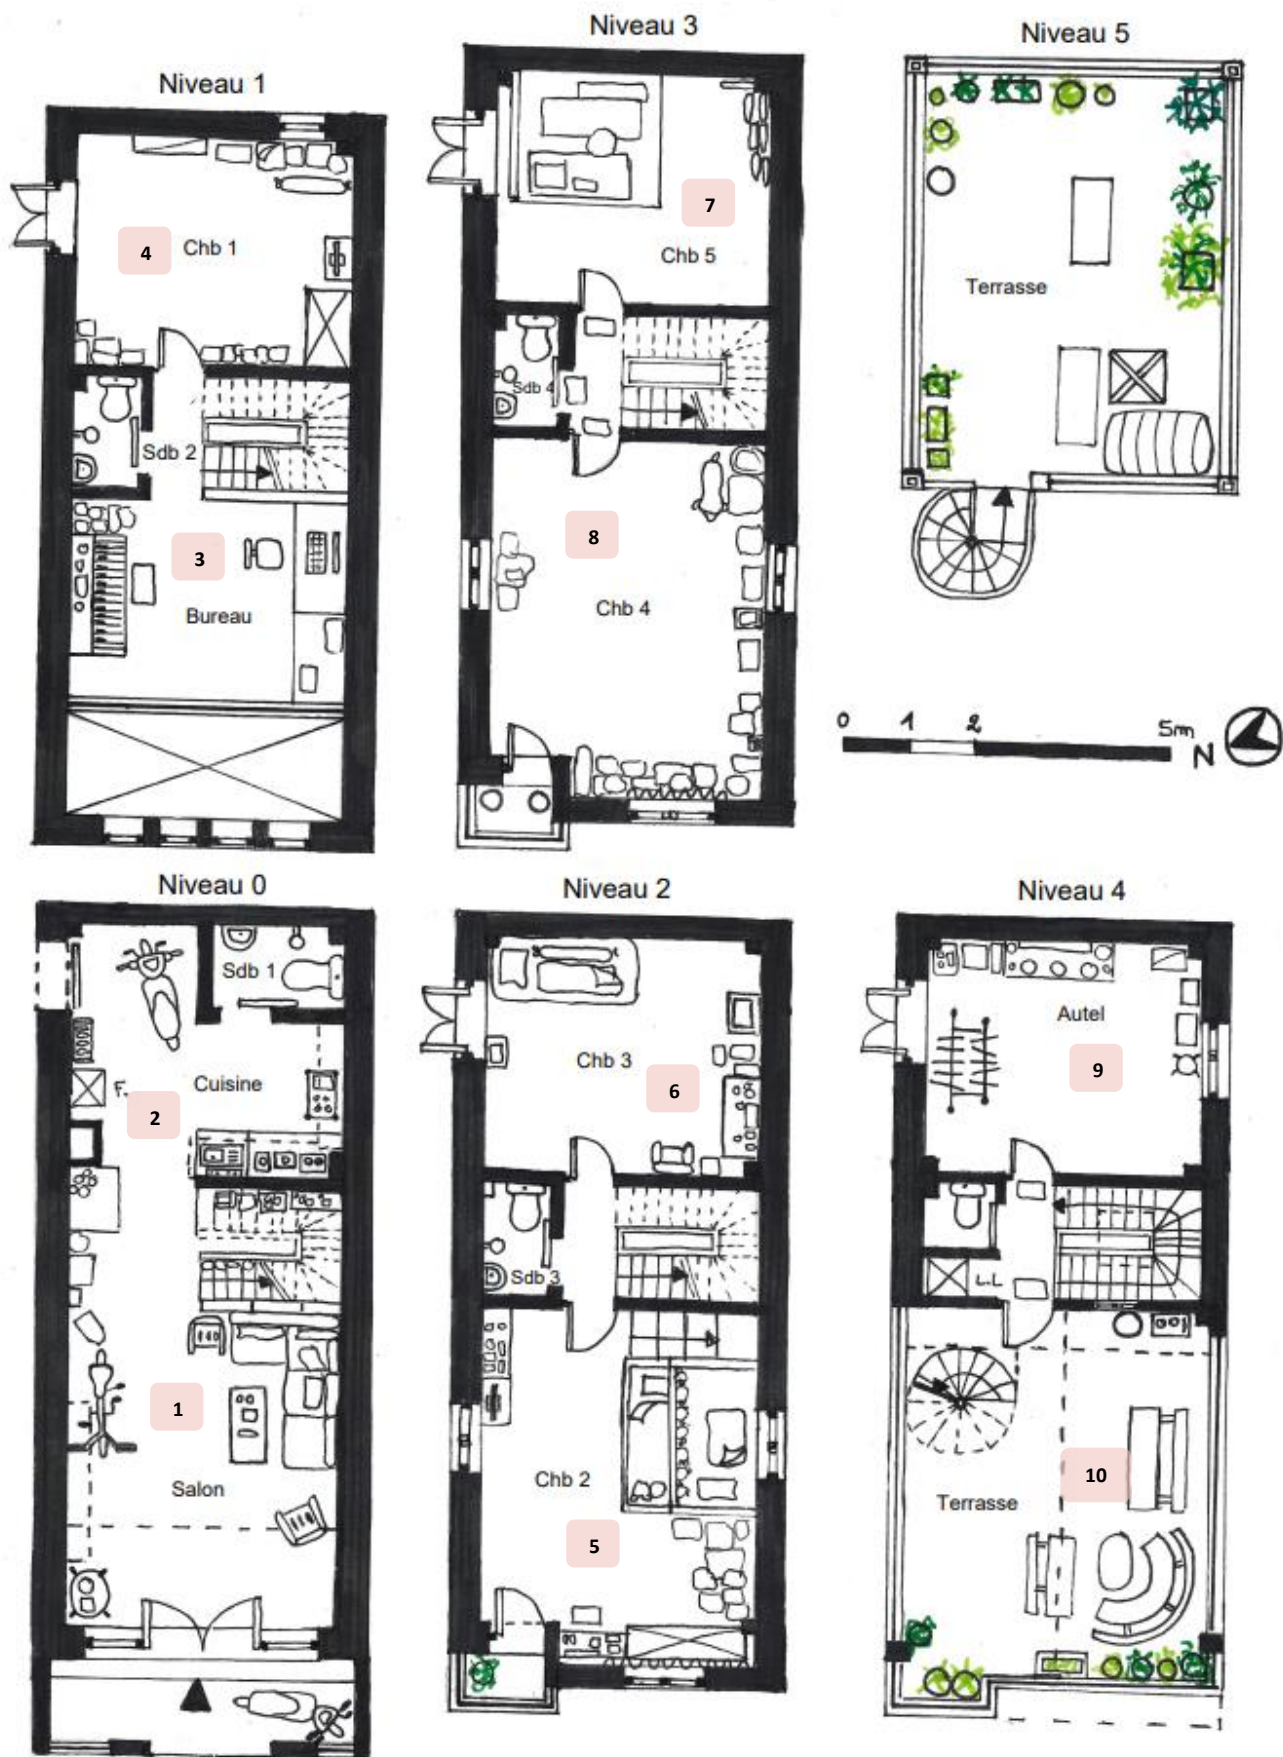 Niveau 1
4
Chb 1
Sdb 2
3
Bureau
Niveau 3
7
Chb 5
Sdb 4
8
Chb 4
Niveau 5
Terrasse
0 1 2 5m
N
Niveau 0
Sdb 1
Cuisine
F.
2
1
Salon
Niveau 2
Chb 3
6
Sdb 3
Chb 2
5
Niveau 4
Autel
9
L.L
10
Terrasse